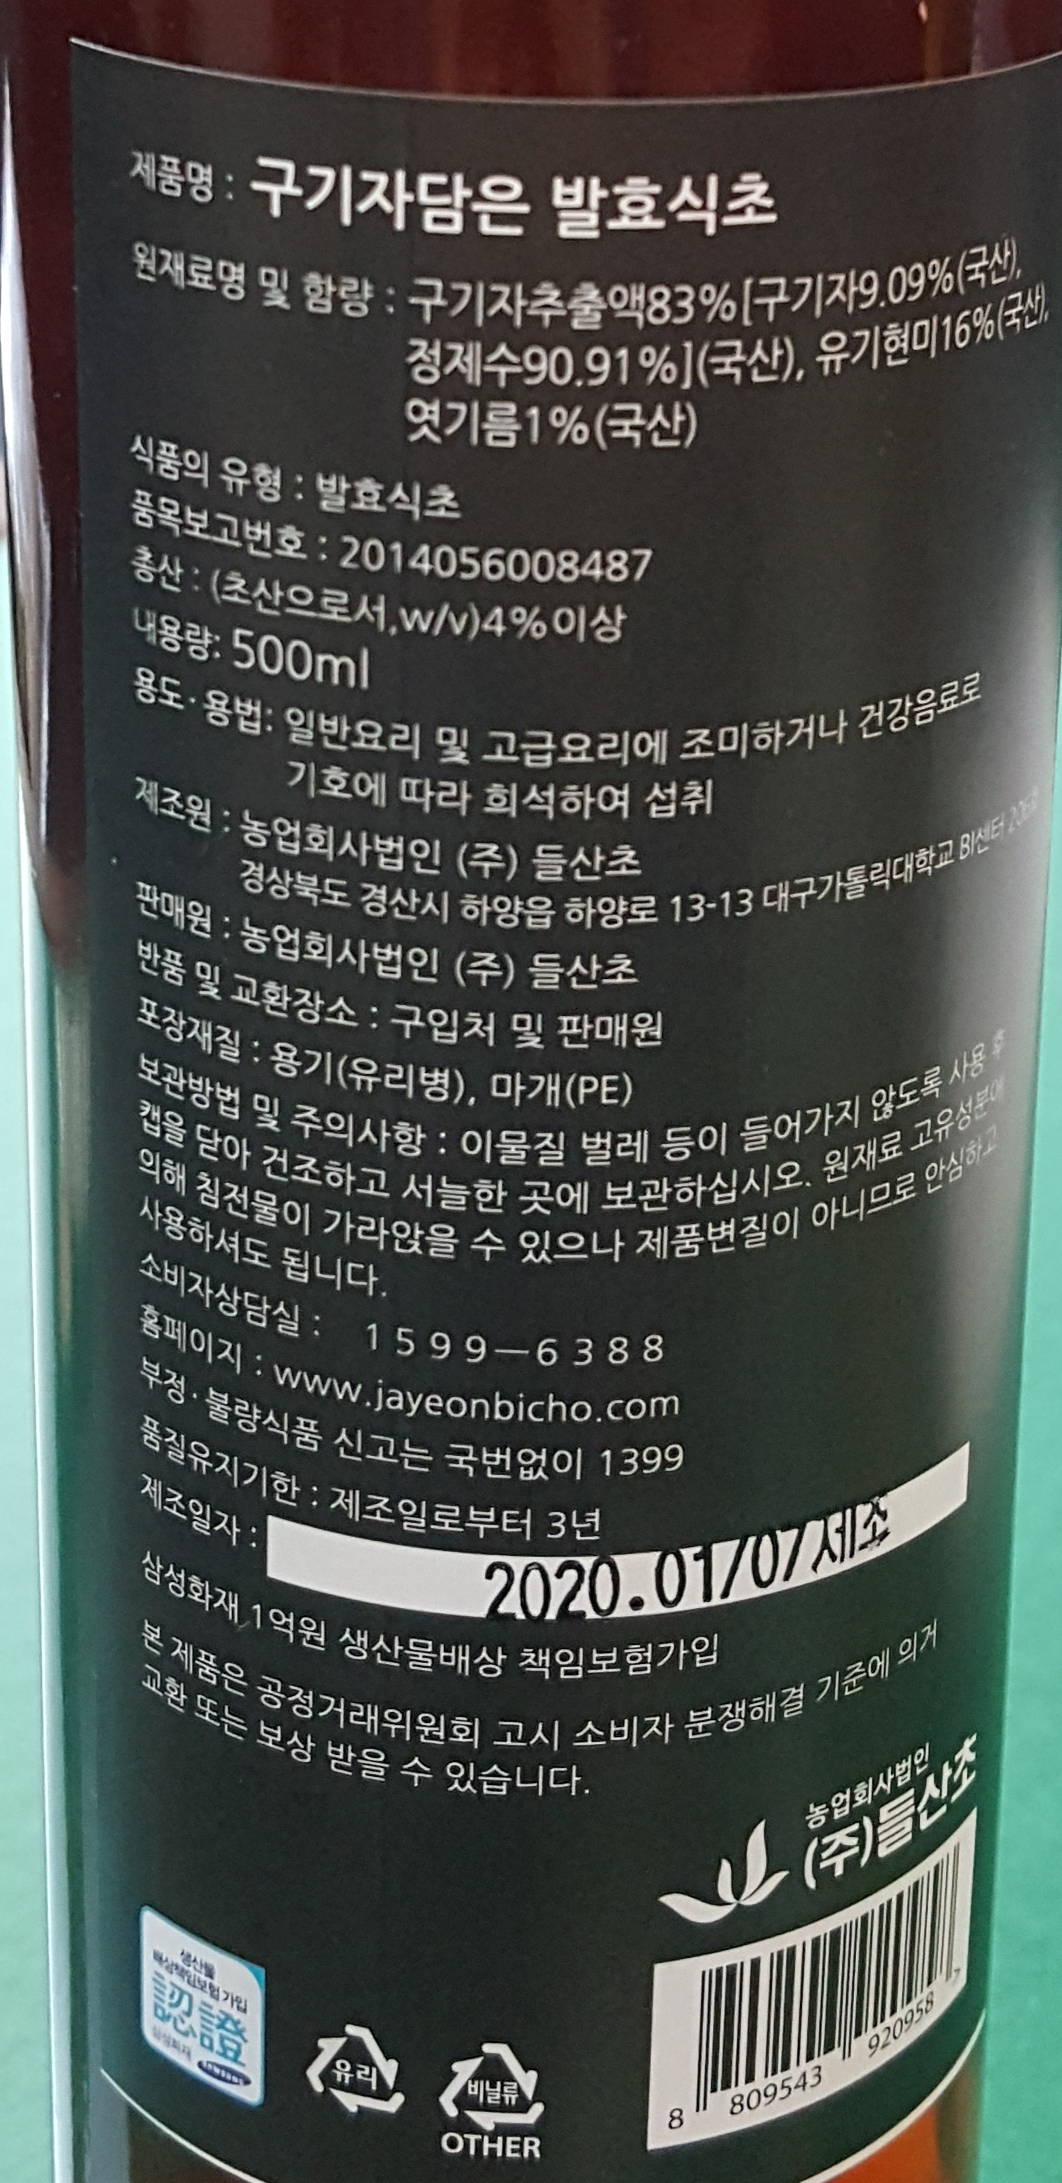 제품명 : 구기자담은 발효식초
원재료명 및 함량 : 구기자추출액83%[구기자9.09%(국산),
정제수90.91%](국산), 유기현미16%(국산),
엿기름1%(국산)
식품의 유형 : 발효식초
품목보고번호 : 2014056008487
총산 : (초산으로서,w/v)4%이상
내용량: 500ml
용도·용법: 일반요리 및 고급요리에 조미하거나 건강음료로
기호에 따라 희석하여 섭취
제조원 : 농업회사법인 (주) 들산초
경상북도 경산시 하양읍 하양로 13-13 대구가톨릭대학교 BI센터
판매원 : 농업회사법인 (주) 들산초
반품 및 교환장소 : 구입처 및 판매원
포장재질 : 용기(유리병), 마개(PE)
보관방법 및 주의사항 : 이물질 벌레 등이 들어가지 않도록 사용 후
캡을 닫아 건조하고 서늘한 곳에 보관하십시오. 원재료 고유성분에
의해 침전물이 가라앉을 수 있으나 제품변질이 아니므로 안심하고
사용하셔도 됩니다.
소비자상담실 : 1599-6388
홈페이지 : www.jayeonbicho.com
부정·불량식품 신고는 국번없이 1399
품질유지기한 : 제조일로부터 3년
제조일자 : 2020.01/07/제조
삼성화재 1억원 생산물배상 책임보험가입
본 제품은 공정거래위원회 고시 소비자 분쟁해결 기준에 의거
교환 또는 보상 받을 수 있습니다.
농업회사법인
(주)들산초
생산물
배상책임보험 가입
認證
삼성화재
SAMSUNG
유리
비닐류
OTHER
8 809543 920958 7